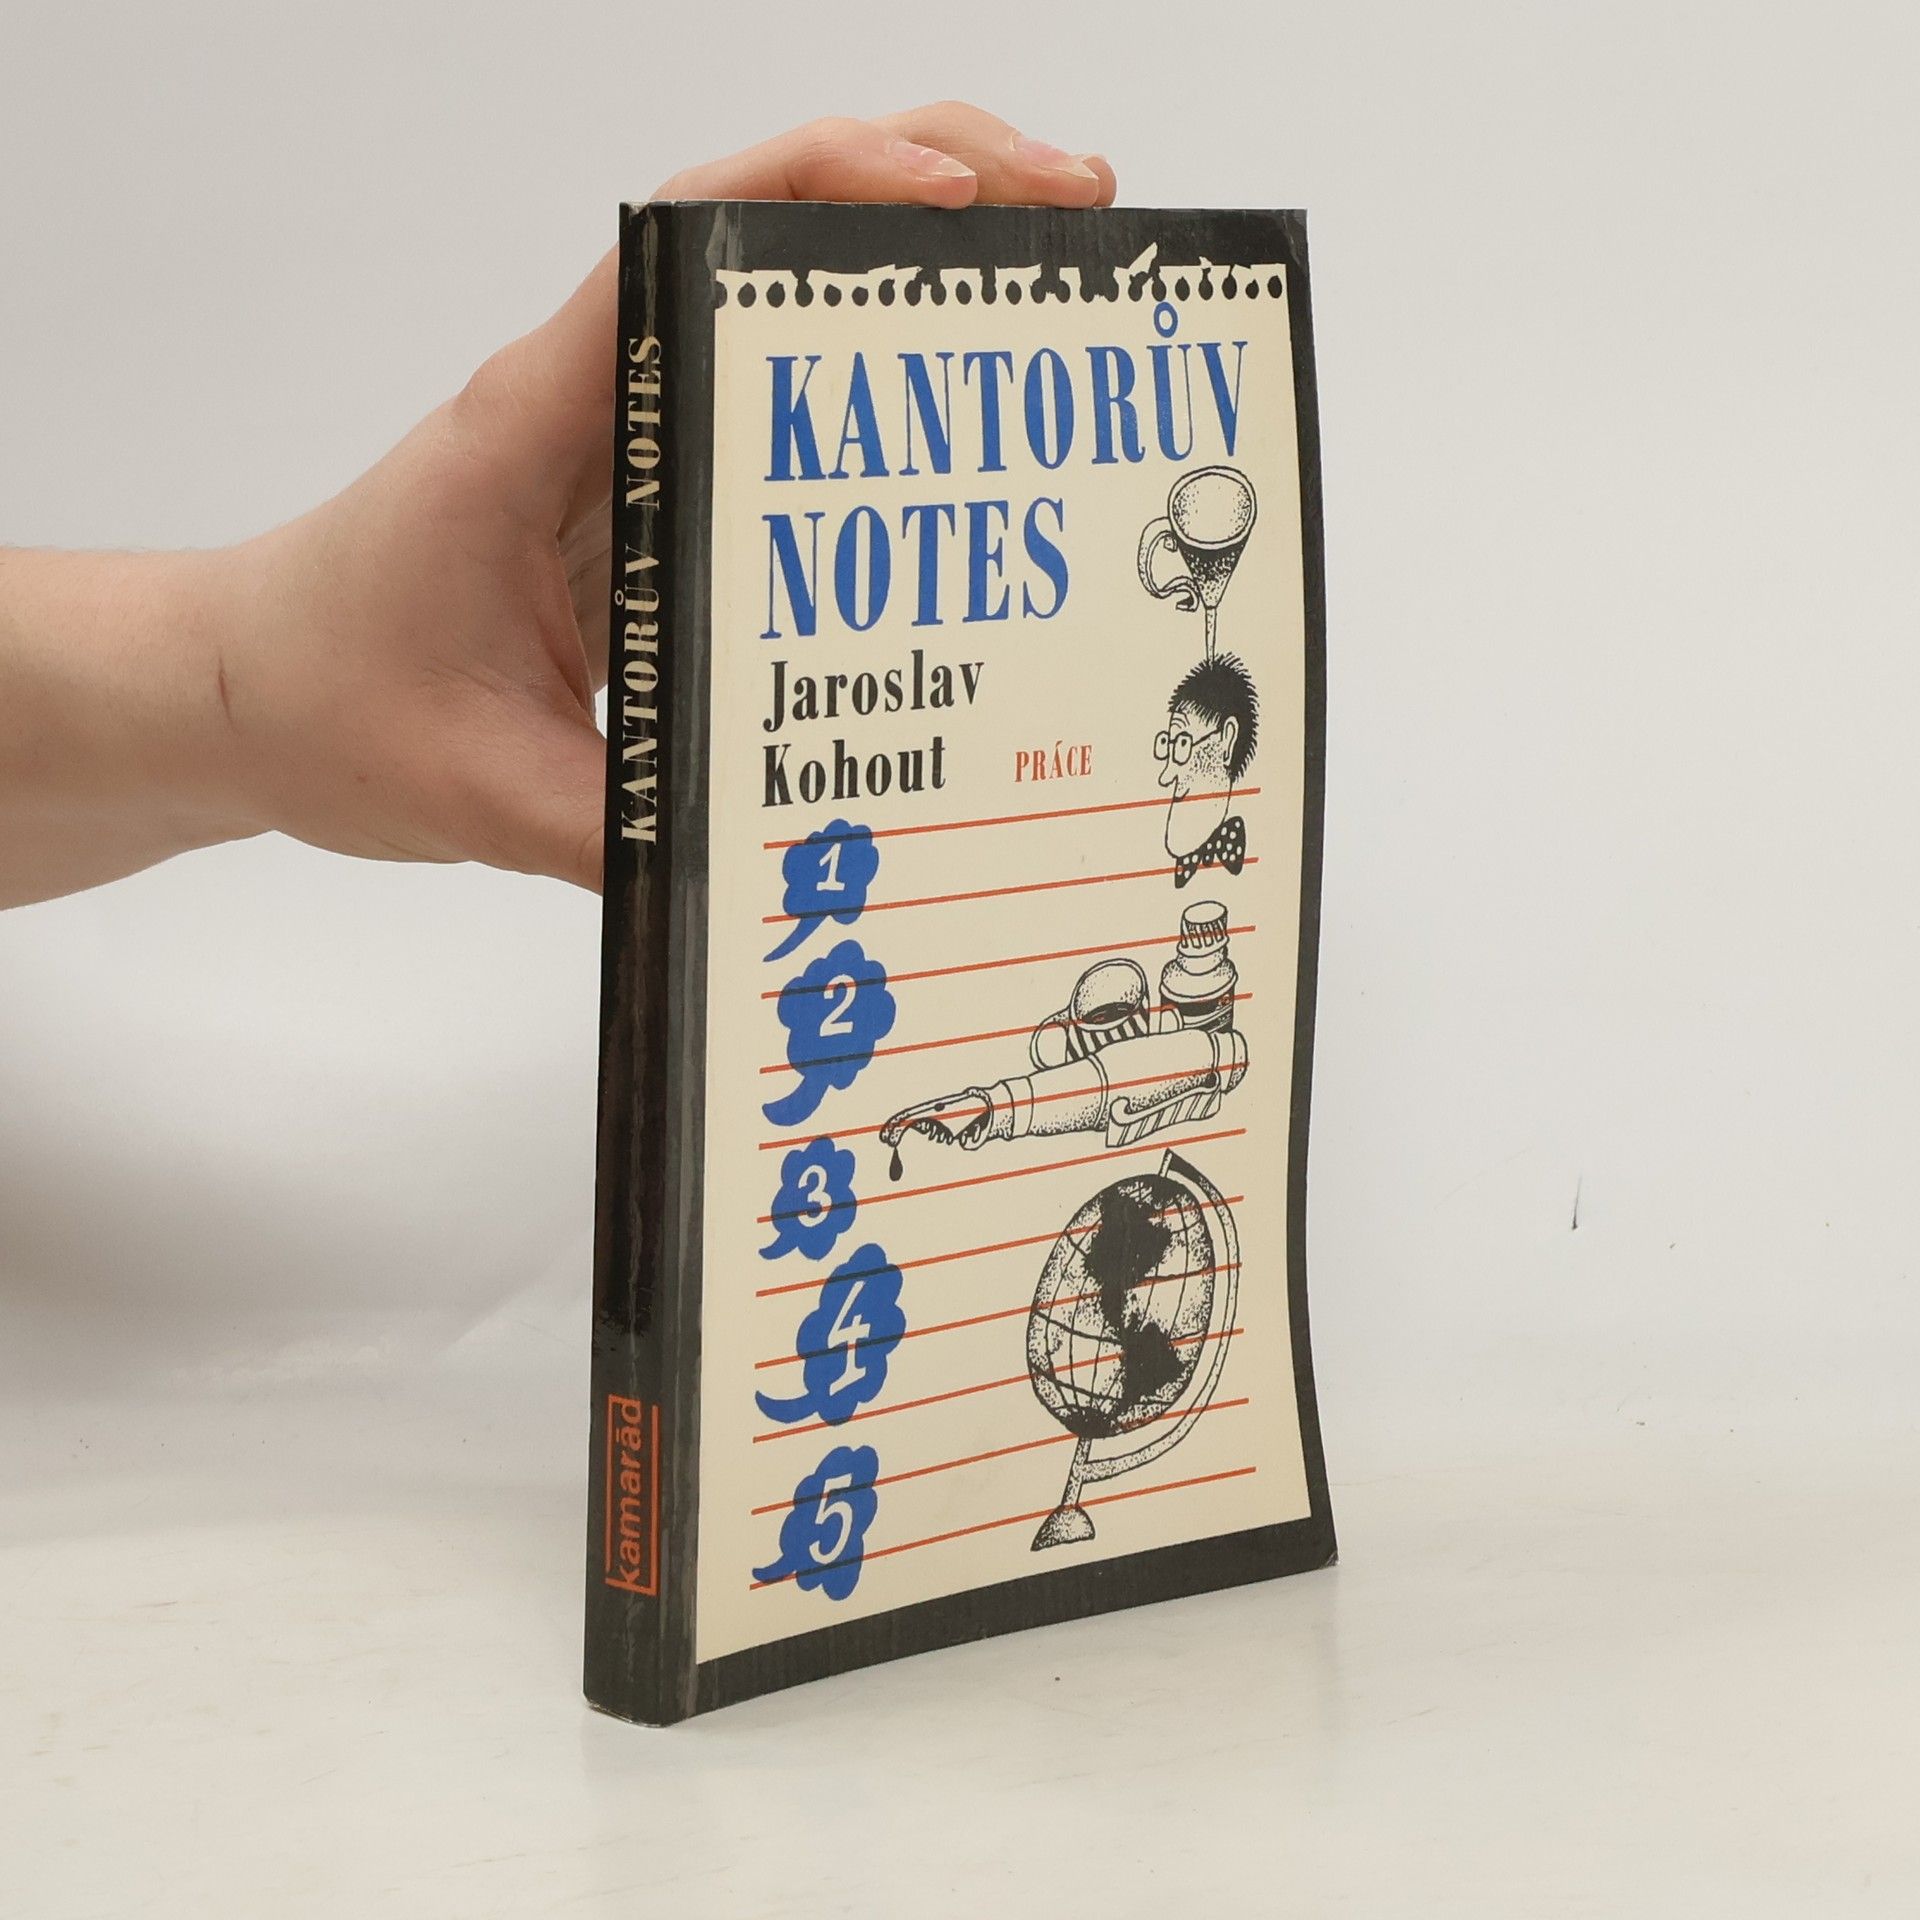 KANTORŮV
NOTES
Jaroslav
Kohout
PRÁCE
1
2
3
4
5
KANTORŮV NOTES
kamarád